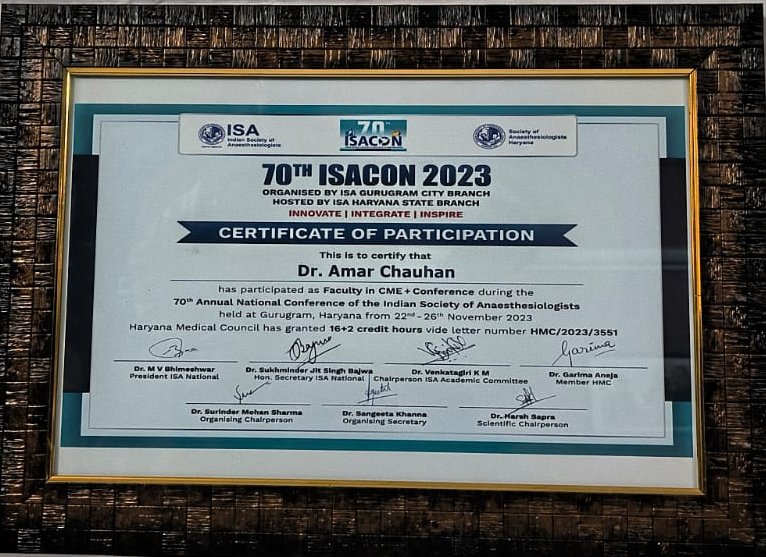 ISA
Indian Society of
Anaesthesiologists
70TH
ISACON
Society of
Anaesthesiologists
Haryana
70TH ISACON 2023
ORGANISED BY ISA GURUGRAM CITY BRANCH
HOSTED BY ISA HARYANA STATE BRANCH
INNOVATE | INTEGRATE | INSPIRE
CERTIFICATE OF PARTICIPATION
This is to certify that
Dr. Amar Chauhan
has participated as Faculty in CME+Conference during the
70th Annual National Conference of the Indian Society of Anaesthesiologists
held at Gurugram, Haryana from 22nd - 26th November 2023
Haryana Medical Council has granted 16+2 credit hours vide letter number HMC/2023/3551
Garima
Dr. M V Bhimeshwar
President ISA National
Dr. Sukhminder Jit Singh Bajwa
Hon. Secretary ISA National
Dr. Venkatagiri K M
Chairperson ISA Academic Committee
Dr. Garima Aneja
Member HMC
Dr. Surinder Mohan Sharma
Organising Chairperson
Dr. Sangeeta Khanna
Organising Secretary
Dr. Harsh Sapra
Scientific Chairperson